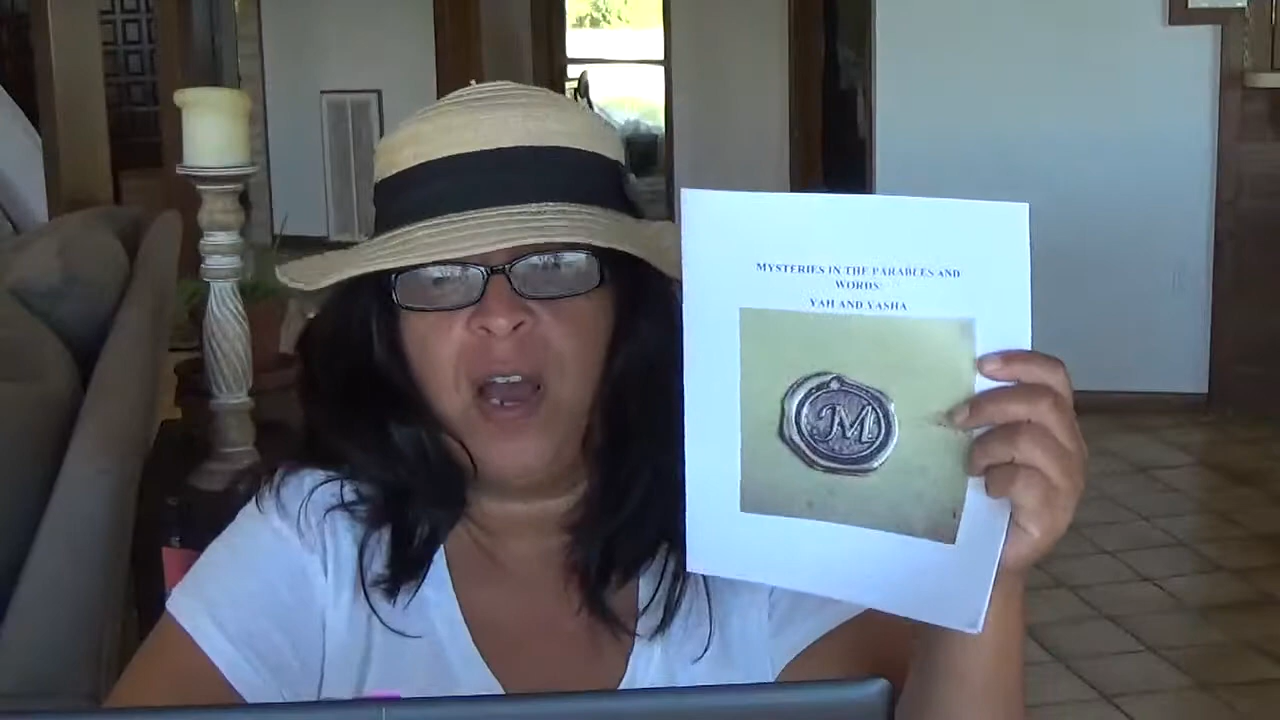 MYSTERIES IN THE PARABLES AND
WORDS:
YAH AND YASHA
M